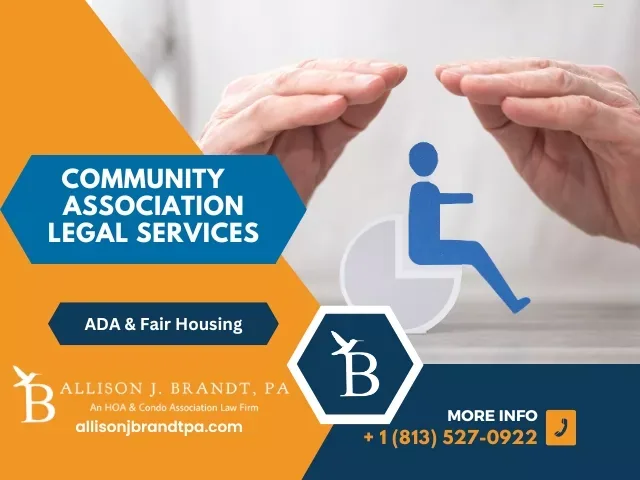 COMMUNITY
ASSOCIATION
LEGAL SERVICES
ADA & Fair Housing
B ALLISON J. BRANDT, PA
An HOA & Condo Association Law Firm
allisonjbrandtpa.com
B
MORE INFO
+ 1 (813) 527-0922